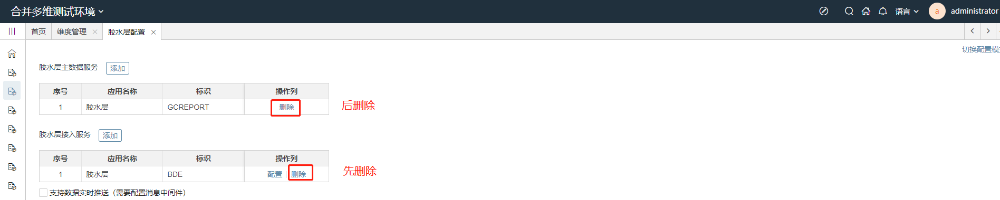 合并多维测试环境
语言
a
administrator
首页 维度管理 胶水层配置
切换配置模
胶水层主数据服务 添加
序号 应用名称 标识 操作列
1 胶水层 GCREPORT 删除
后删除
胶水层接入服务 添加
序号 应用名称 标识 操作列
1 胶水层 BDE 配置 删除
先删除
支持数据实时推送（需要配置消息中间件）